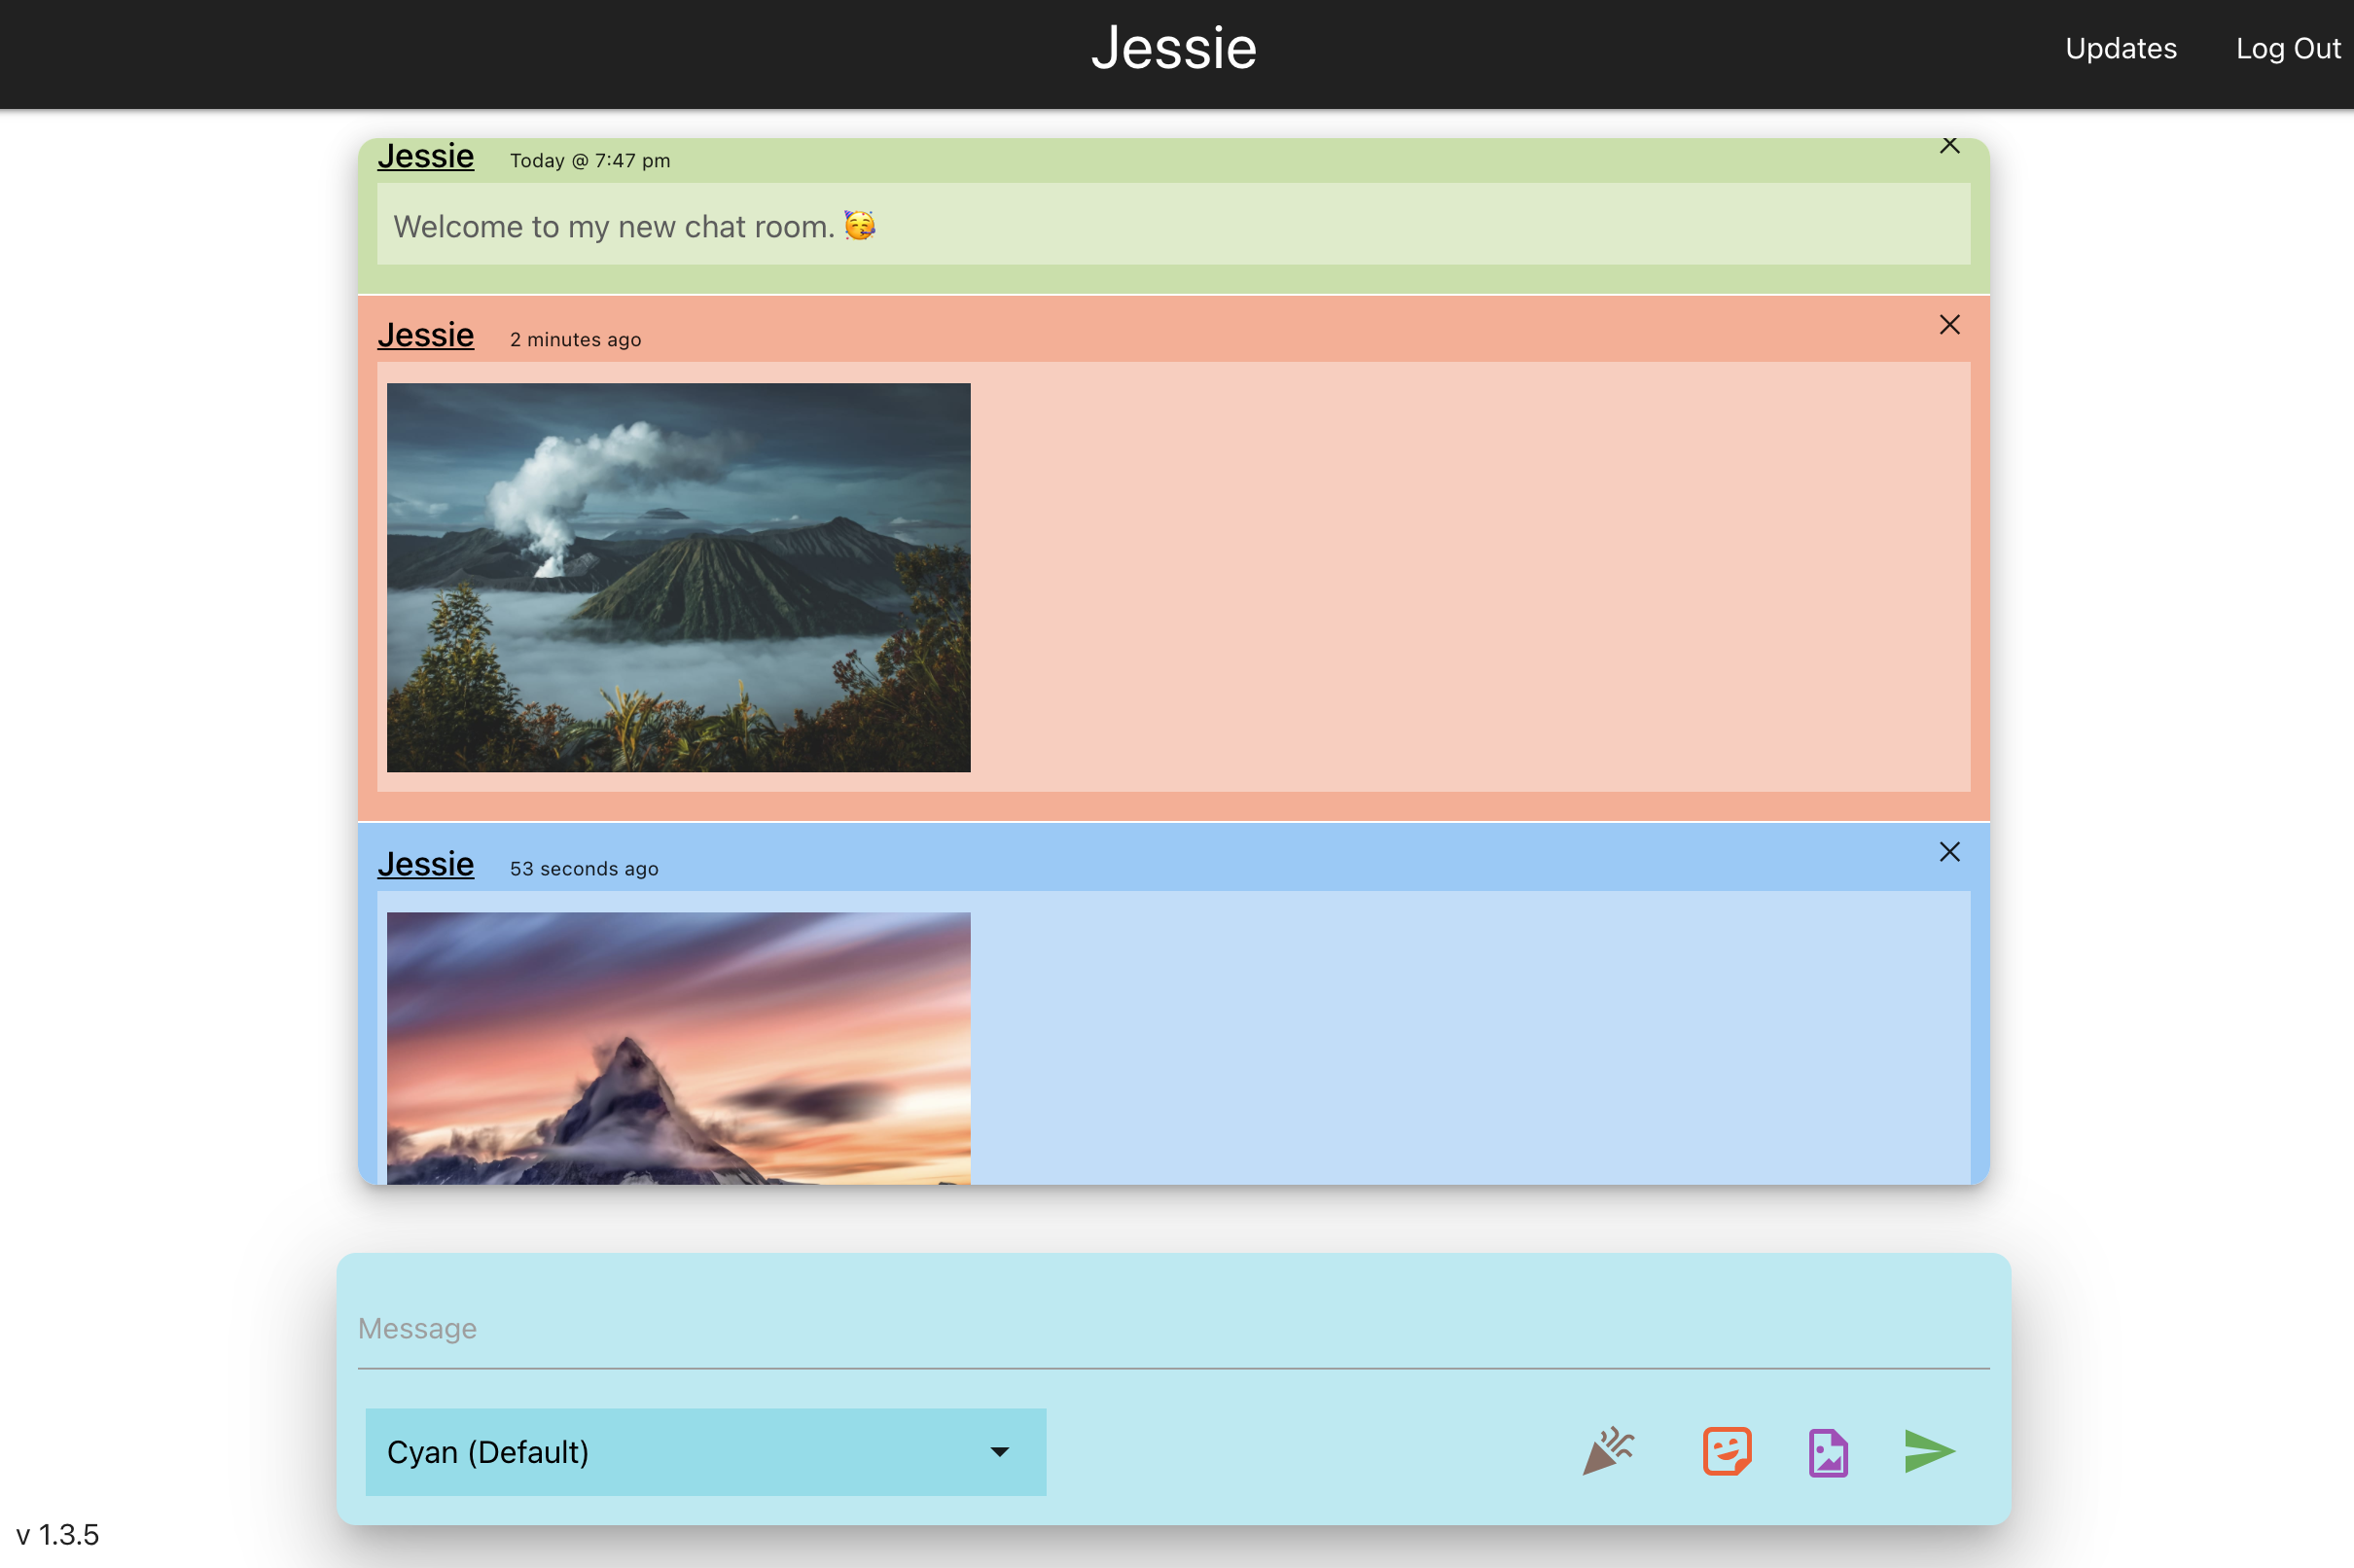 Jessie
Updates
Log Out
Jessie Today @ 7:47 pm
Welcome to my new chat room. 🥳
Jessie 2 minutes ago
Jessie 53 seconds ago
Message
Cyan (Default)
v 1.3.5